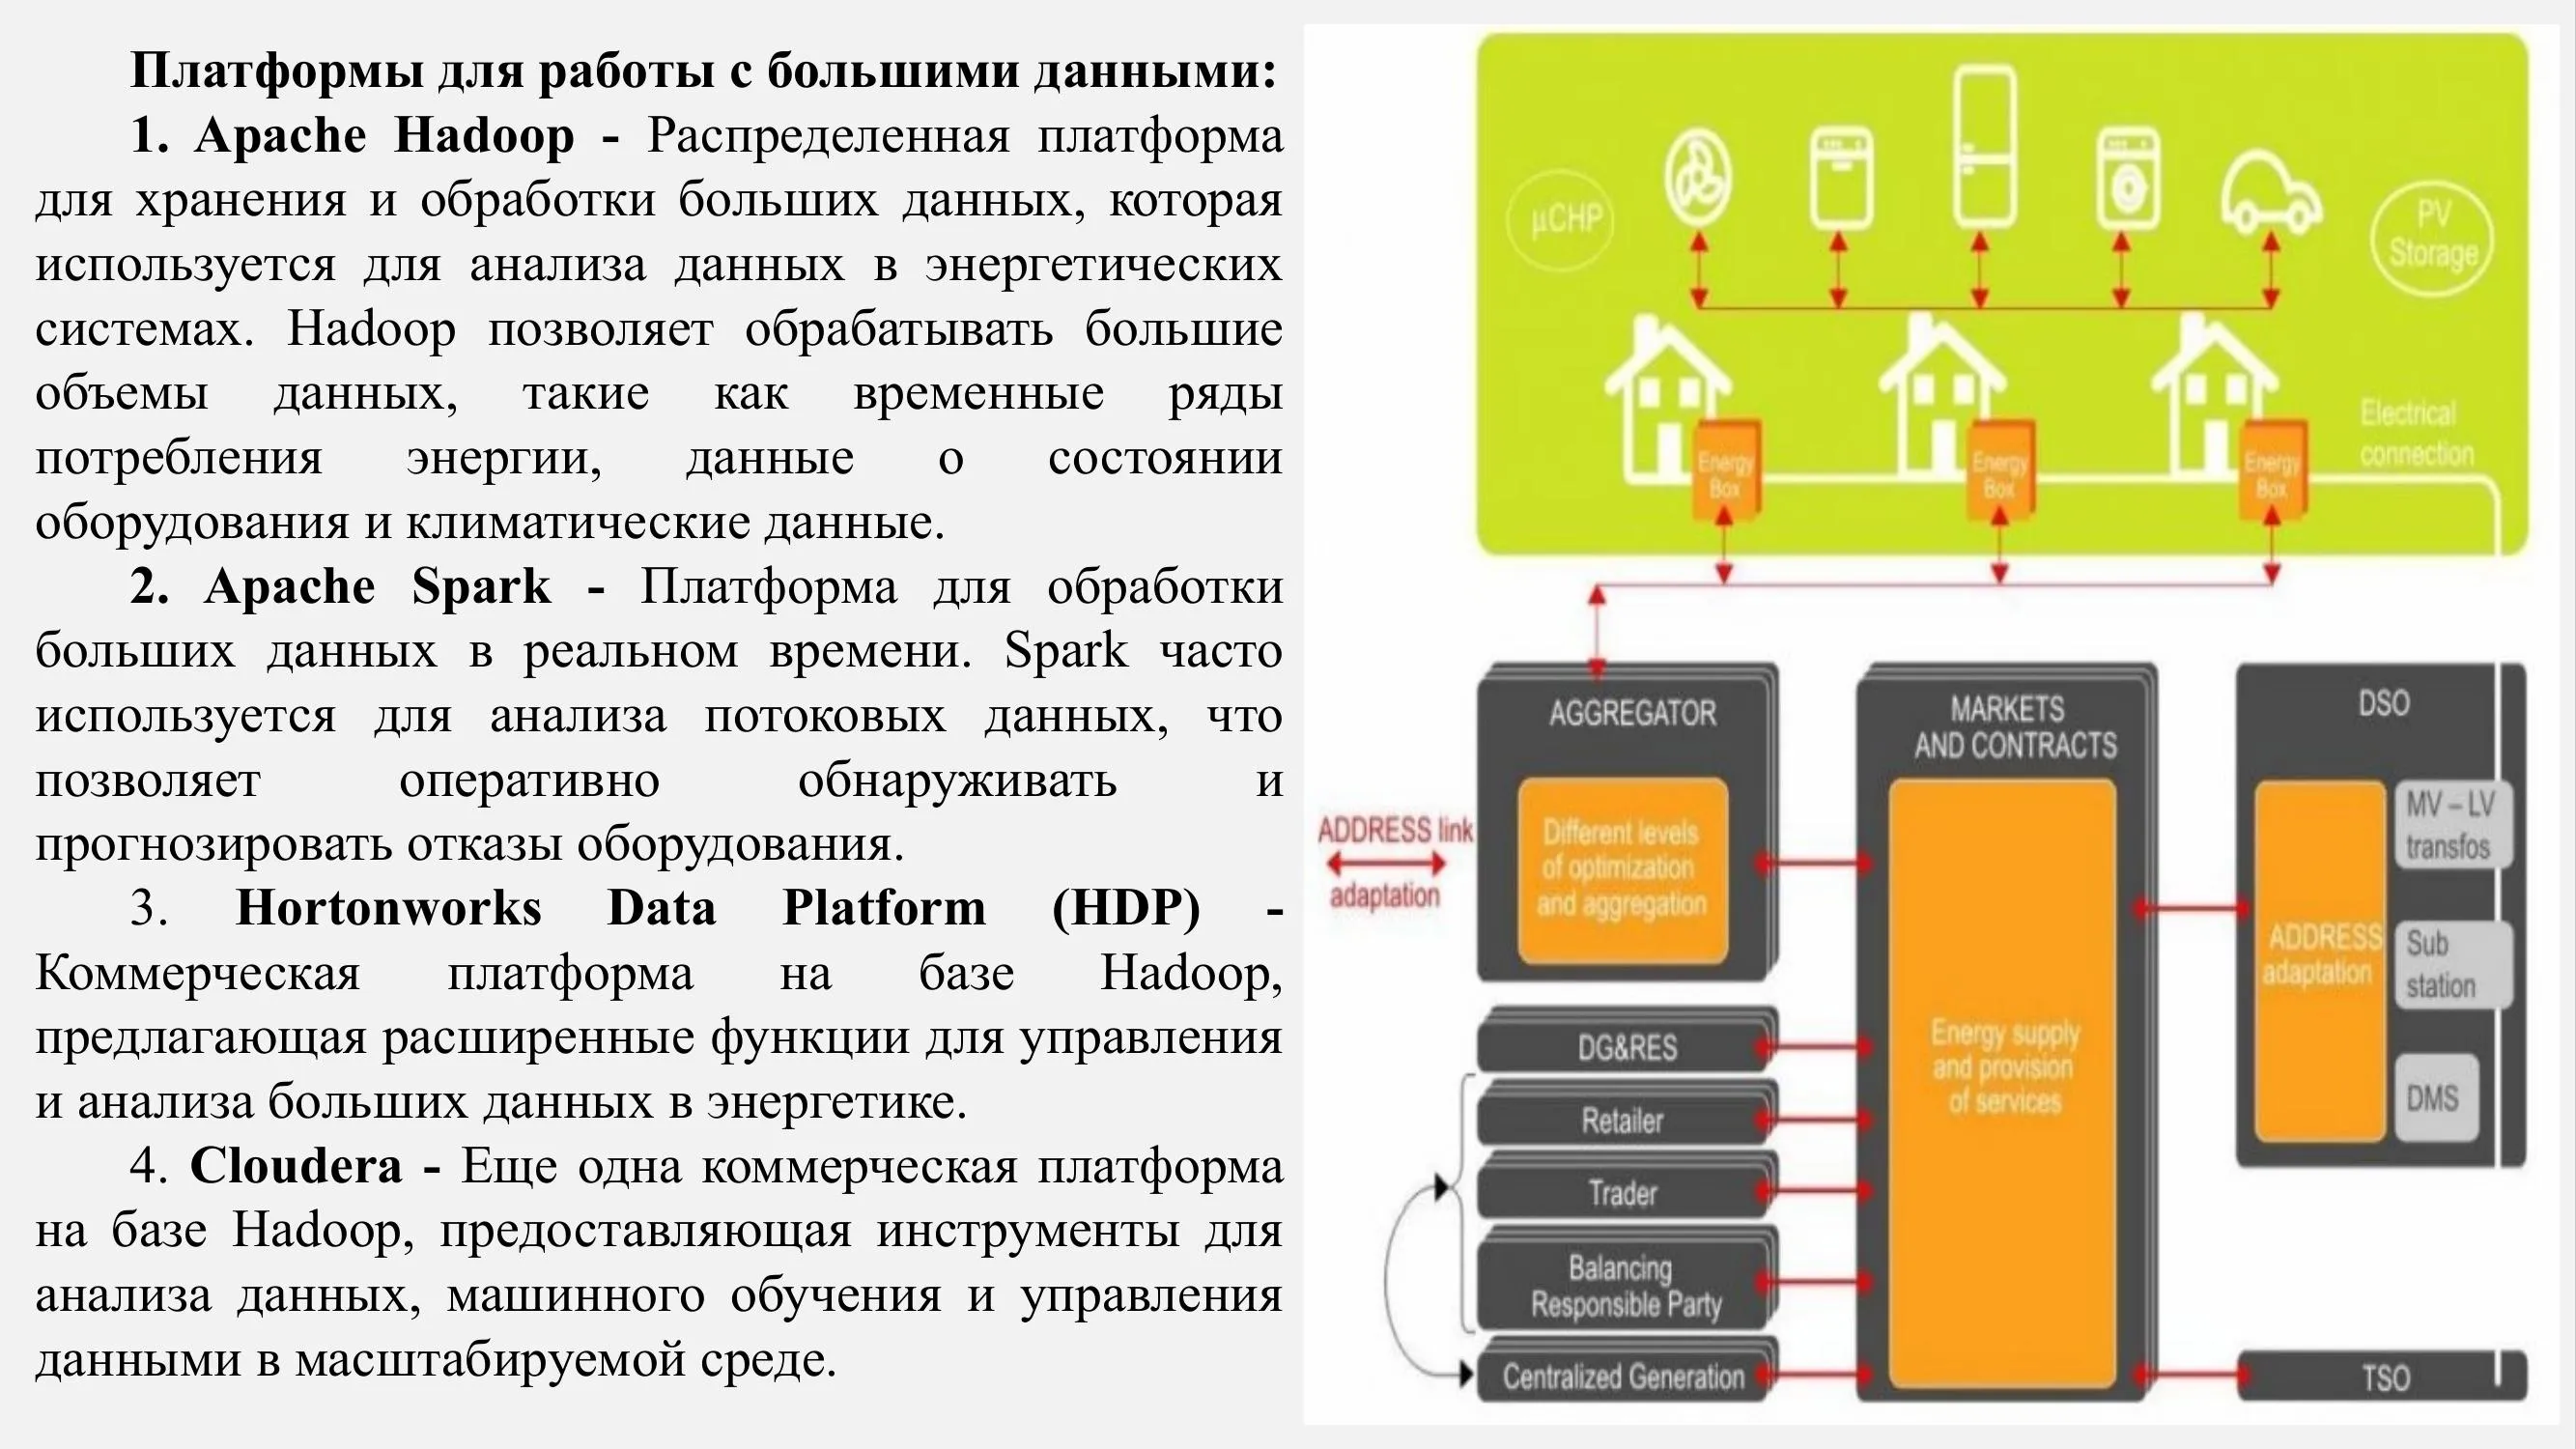 Платформы для работы с большими данными:
1. Apache Hadoop - Распределенная платформа
для хранения и обработки больших данных, которая
используется для анализа данных в энергетических
системах. Hadoop позволяет обрабатывать большие
объемы данных, такие как временные ряды
потребления энергии, данные о состоянии
оборудования и климатические данные.
2. Apache Spark - Платформа для обработки
больших данных в реальном времени. Spark часто
используется для анализа потоковых данных, что
позволяет оперативно обнаруживать и
прогнозировать отказы оборудования.
3. Hortonworks Data Platform (HDP) -
Коммерческая платформа на базе Hadoop,
предлагающая расширенные функции для управления
и анализа больших данных в энергетике.
4. Cloudera - Еще одна коммерческая платформа
на базе Hadoop, предоставляющая инструменты для
анализа данных, машинного обучения и управления
данными в масштабируемой среде.
µCHP
PV
Storage
Electrical
connection
Energy
Box
Energy
Box
Energy
Box
ADDRESS link
adaptation
AGGREGATOR
Different levels
of optimization
and aggregation
DG&RES
Retailer
Trader
Balancing
Responsible Party
Centralized Generation
MARKETS
AND CONTRACTS
Energy supply
and provision
of services
DSO
ADDRESS
adaptation
MV – LV
transfos
Sub
station
DMS
TSO